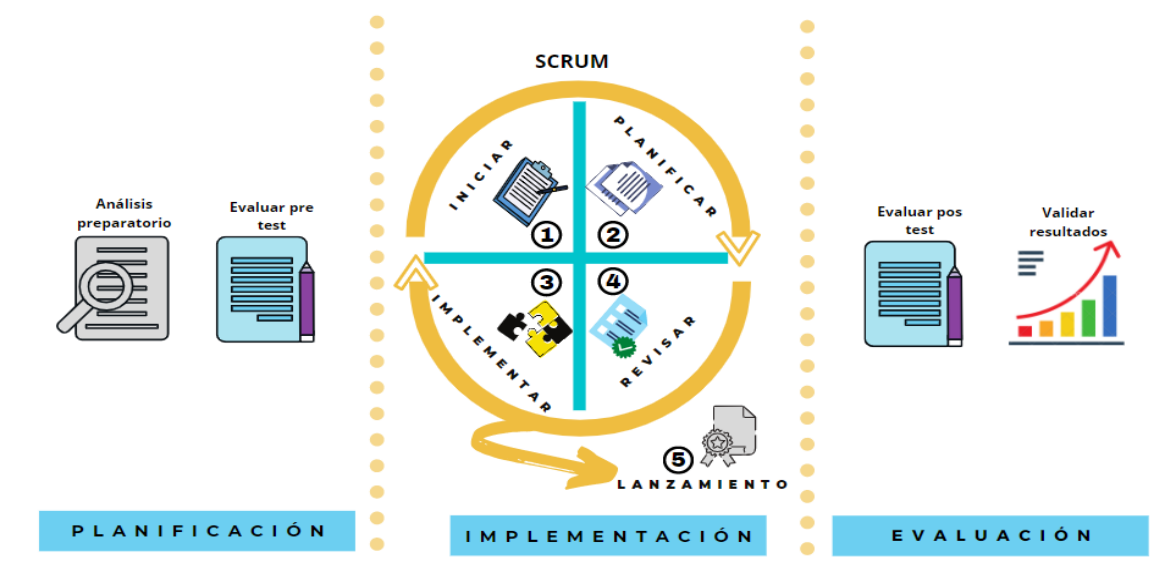 Análisis
preparatorio
Evaluar pre
test
PLANIFICACIÓN
SCRUM
INICIAR
1
PLANIFICAR
2
IMPLEMENTAR
3
REVISAR
4
5
LANZAMIENTO
IMPLEMENTACIÓN
Evaluar pos
test
Validar
resultados
EVALUACIÓN